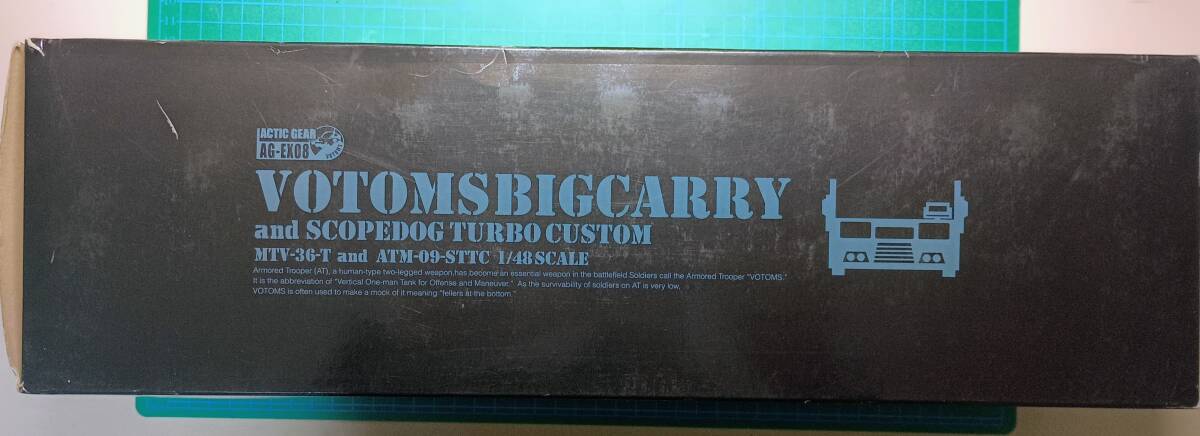 ACTIC GEAR
AG-EX08
VOTOMS BIGCARRY
and SCOPEDOG TURBO CUSTOM
MTV-36-T and ATM-09-STTC 1/48 SCALE
Armored Trooper (AT), a human-type two-legged weapon,has become an essential weapon in the battlefield.Soldiers call the Armored Trooper "VOTOMS."
It is the abbreviation of "Vertical One-man Tank for Offense and Maneuver." As the survivability of soldiers on AT is very low,
VOTOMS is often used to make a mock of it meaning "fellers at the bottom."